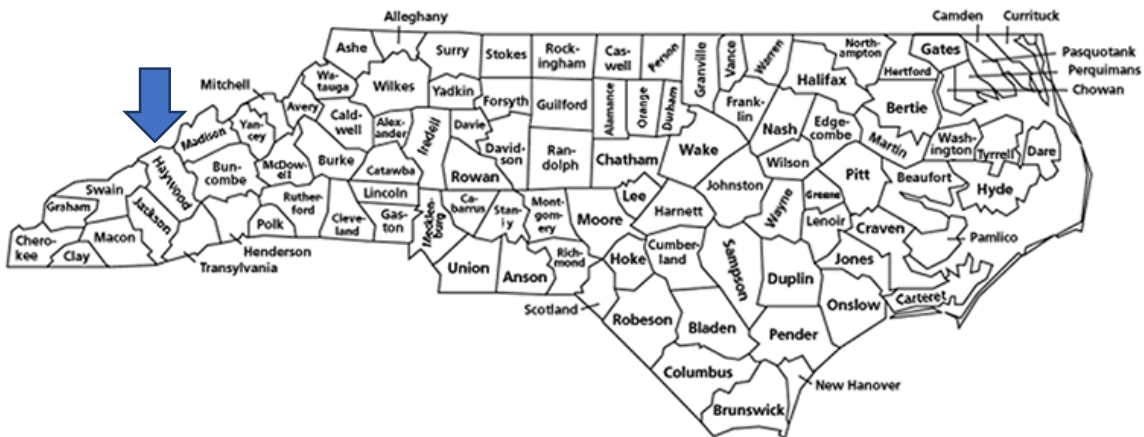 Alleghany
Camden
Currituck
Ashe
Surry
Stokes
Rock-
ingham
Cas-
well
Person
Granville
Vance
Warren
North-
ampton
Gates
Pasquotank
Perquimans
Chowan
Hertford
Halifax
Mitchell
Wa-
tauga
Wilkes
Yadkin
Forsyth
Guilford
Alamance
Orange
Durham
Frank-
lin
Nash
Edge-
combe
Bertie
Martin
Wash-
ington
Tyrrell
Dare
Madison
Yan-
cey
Avery
Cald-
well
Alex-
ander
Iredell
Davie
David-
son
Ran-
dolph
Chatham
Wake
Wilson
Pitt
Beaufort
Hyde
Haywood
Bun-
combe
McDow-
ell
Burke
Catawba
Rowan
Johnston
Greene
Wayne
Lenoir
Craven
Pamlico
Swain
Graham
Jackson
Ruther-
ford
Lincoln
Cleve-
land
Gas-
ton
Mecklen-
burg
Ca-
barrus
Stan-
l y
Mont-
gom-
ery
Moore
Lee
Harnett
Chero-
kee
Clay
Macon
Polk
Henderson
Transylvania
Union
Anson
Rich-
mond
Hoke
Cumber-
land
Sampson
Duplin
Jones
Onslow
Carteret
Scotland
Robeson
Bladen
Pender
Columbus
New Hanover
Brunswick